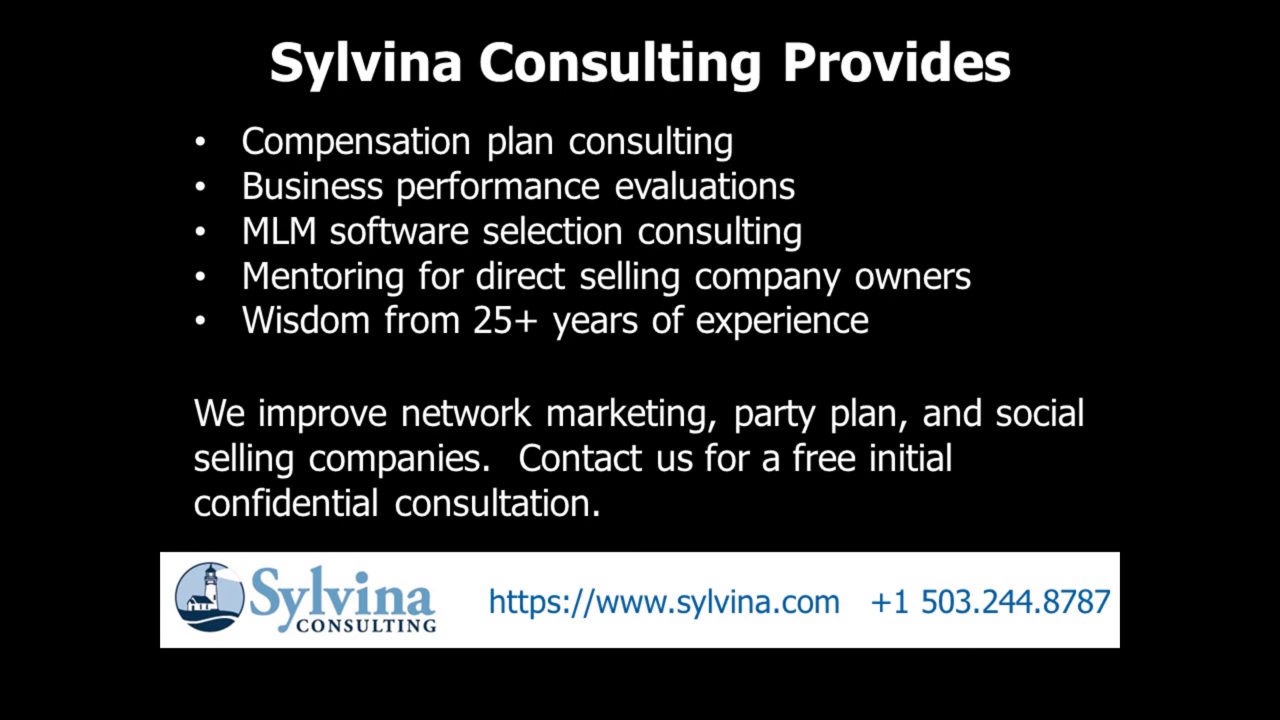 Sylvina Consulting Provides
• Compensation plan consulting
• Business performance evaluations
• MLM software selection consulting
• Mentoring for direct selling company owners
• Wisdom from 25+ years of experience
We improve network marketing, party plan, and social
selling companies.  Contact us for a free initial
confidential consultation.
Sylvina
CONSULTING
https://www.sylvina.com +1 503.244.8787